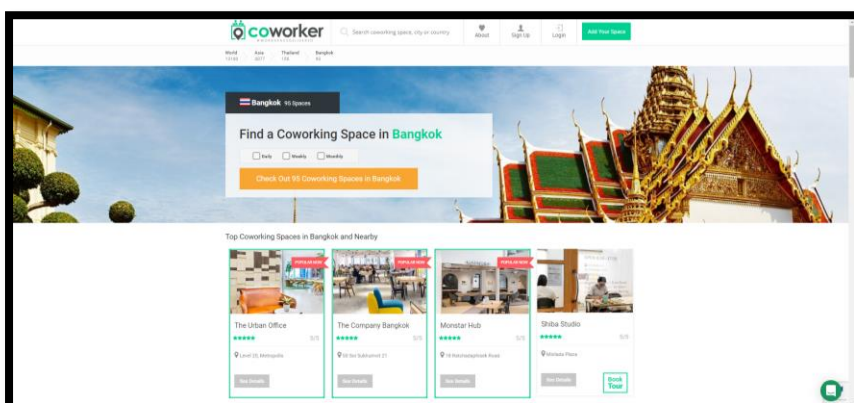 coworker
Search coworking space, city or country
About
Sign Up
Login
Add Your Space
World
Asia
Thailand
Bangkok
Bangkok 95 Spaces
Find a Coworking Space in Bangkok
Daily
Weekly
Monthly
Check Out 95 Coworking Spaces in Bangkok
Top Coworking Spaces in Bangkok and Nearby
POPULAR NOW
POPULAR NOW
POPULAR NOW
The Urban Office
5/5
Level 25, Metropolis
See Details
The Company Bangkok
5/5
See Details
Monstar Hub
5/5
See Details
Shiba Studio
5/5
See Details
Book Tour